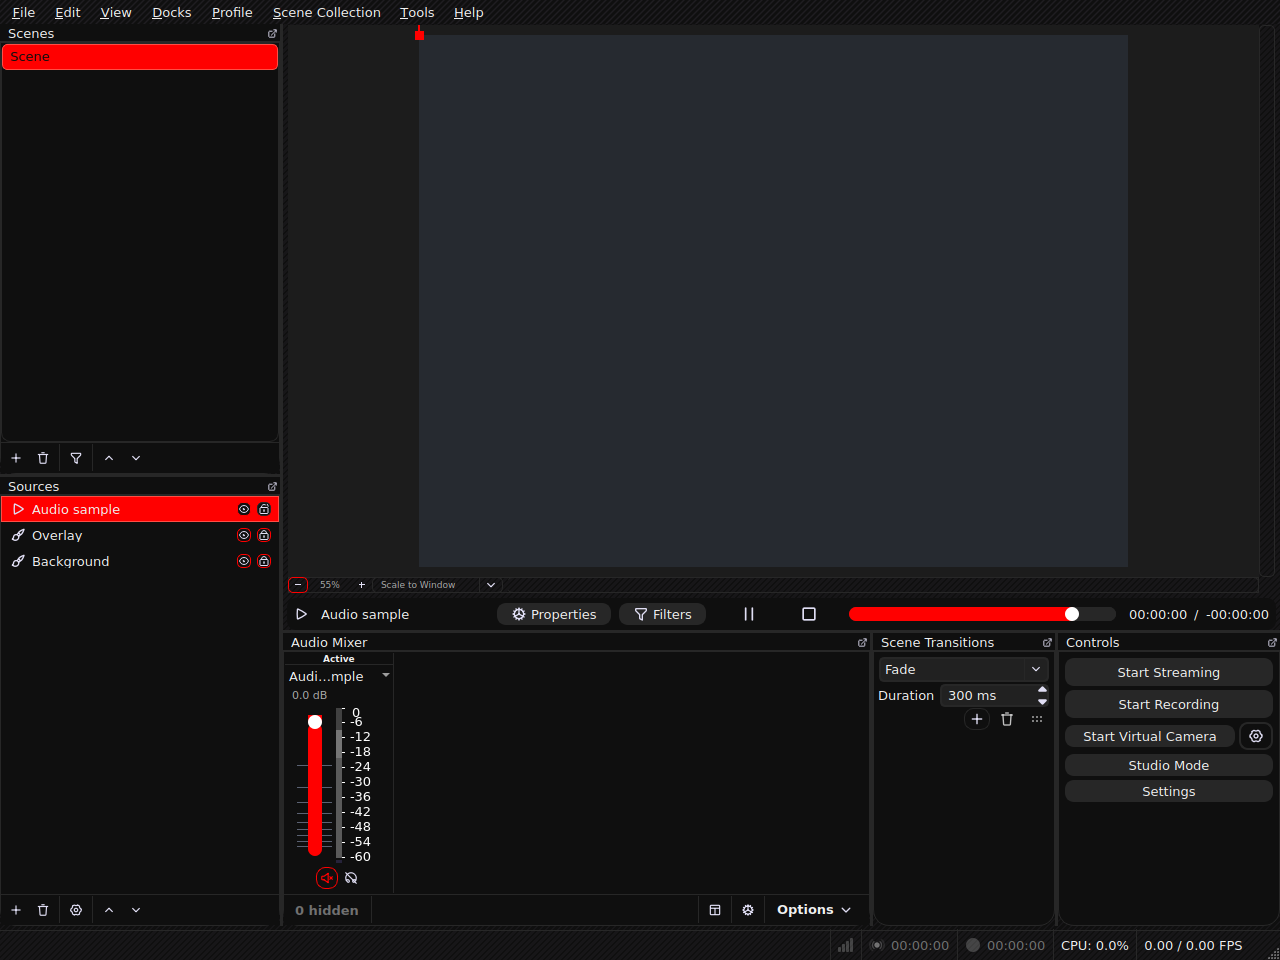 File Edit View Docks Profile Scene Collection Tools Help
Scenes
Scene
Sources
Audio sample
Overlay
Background
55% Scale to Window
Audio sample Properties Filters 00:00:00 / -00:00:00
Audio Mixer
Active
Audi...mple
0.0 dB
0
-6
-12
-18
-24
-30
-36
-42
-48
-54
-60
0 hidden Options
Scene Transitions
Fade
Duration 300 ms
Controls
Start Streaming
Start Recording
Start Virtual Camera
Studio Mode
Settings
00:00:00 00:00:00 CPU: 0.0% 0.00 / 0.00 FPS